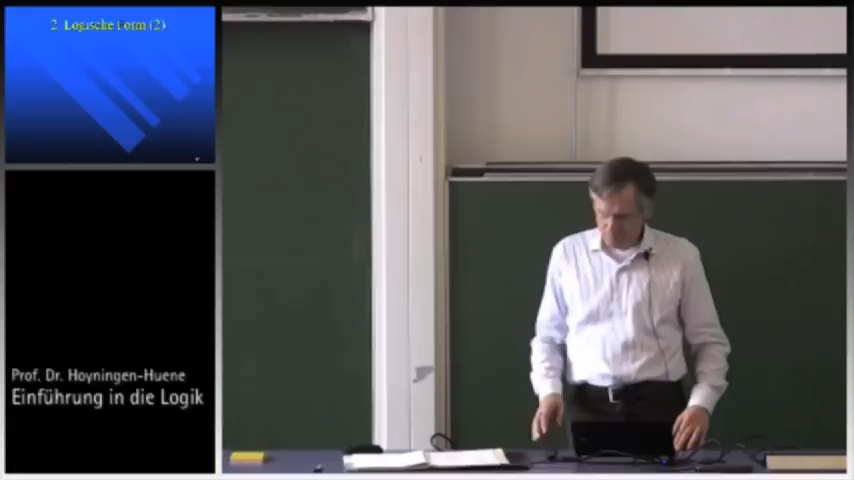 2 Logische Form (2)
Prof. Dr. Hoyningen-Huene
Einführung in die Logik